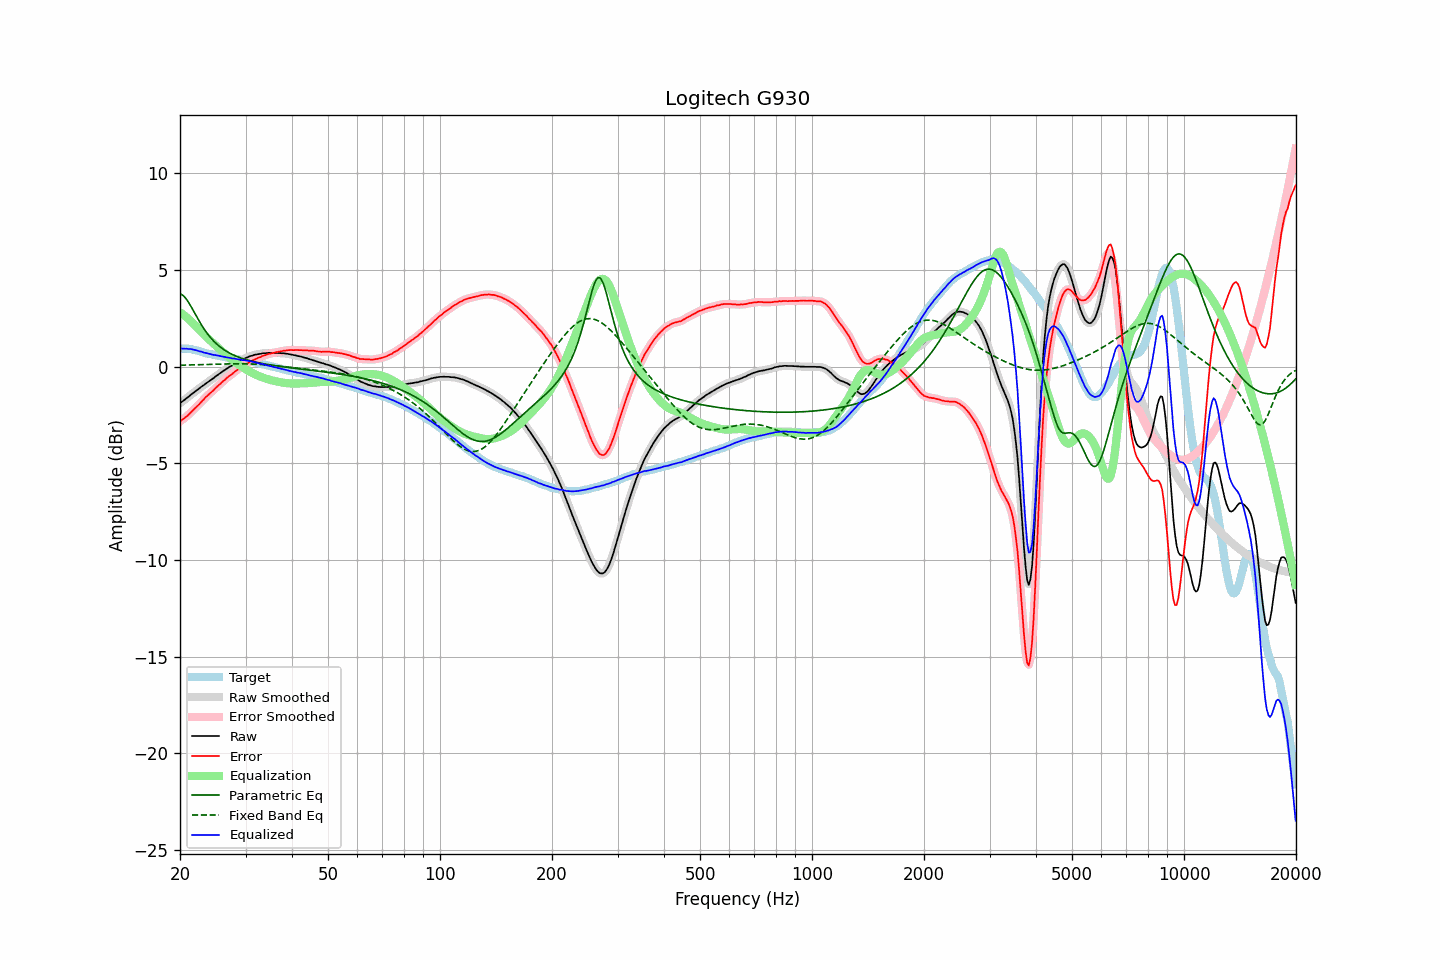 Logitech G930
Amplitude (dBr)
10
5
0
−5
−10
−15
−20
−25
Target
Raw Smoothed
Error Smoothed
Raw
Error
Equalization
Parametric Eq
Fixed Band Eq
Equalized
20 50 100 200 500 1000 2000 5000 10000 20000
Frequency (Hz)